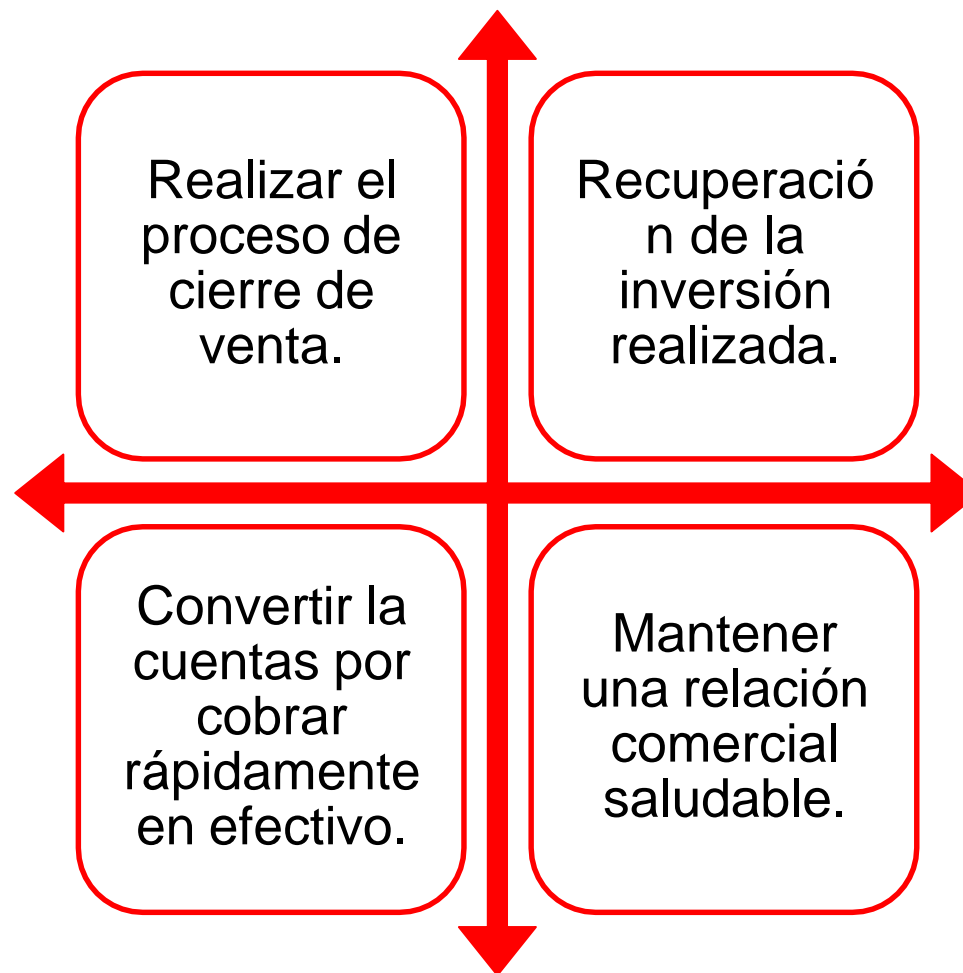 Realizar el
proceso de
cierre de
venta.
Recuperació
n de la
inversión
realizada.
Convertir la
cuentas por
cobrar
rápidamente
en efectivo.
Mantener
una relación
comercial
saludable.